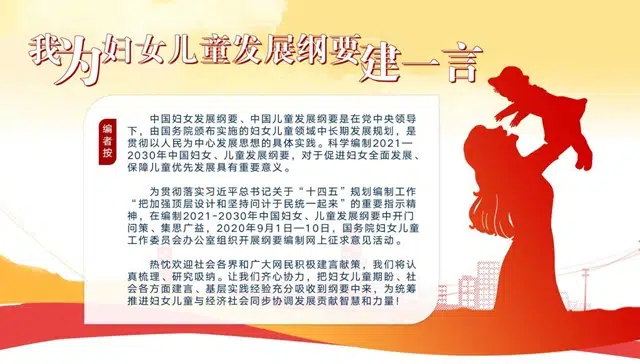 我为妇女儿童发展纲要建一言
编者按
中国妇女发展纲要、中国儿童发展纲要是在党中央领导
下，由国务院颁布实施的妇女儿童领域中长期发展规划，是
贯彻以人民为中心发展思想的具体实践。科学编制2021—
2030年中国妇女、儿童发展纲要，对于促进妇女全面发展、
保障儿童优先发展具有重要意义。
为贯彻落实习近平总书记关于“十四五”规划编制工作
“把加强顶层设计和坚持问计于民统一起来”的重要指示精
神，在编制2021-2030年中国妇女、儿童发展纲要中开门
问策、集思广益，2020年9月1日—10日，国务院妇女儿童
工作委员会办公室组织开展纲要编制网上征求意见活动。
热忱欢迎社会各界和广大网民积极建言献策，我们将认
真梳理、研究吸纳。让我们齐心协力，把妇女儿童期盼、社
会各方面建言、基层实践经验充分吸收到纲要中来，为统筹
推进妇女儿童与经济社会同步协调发展贡献智慧和力量！